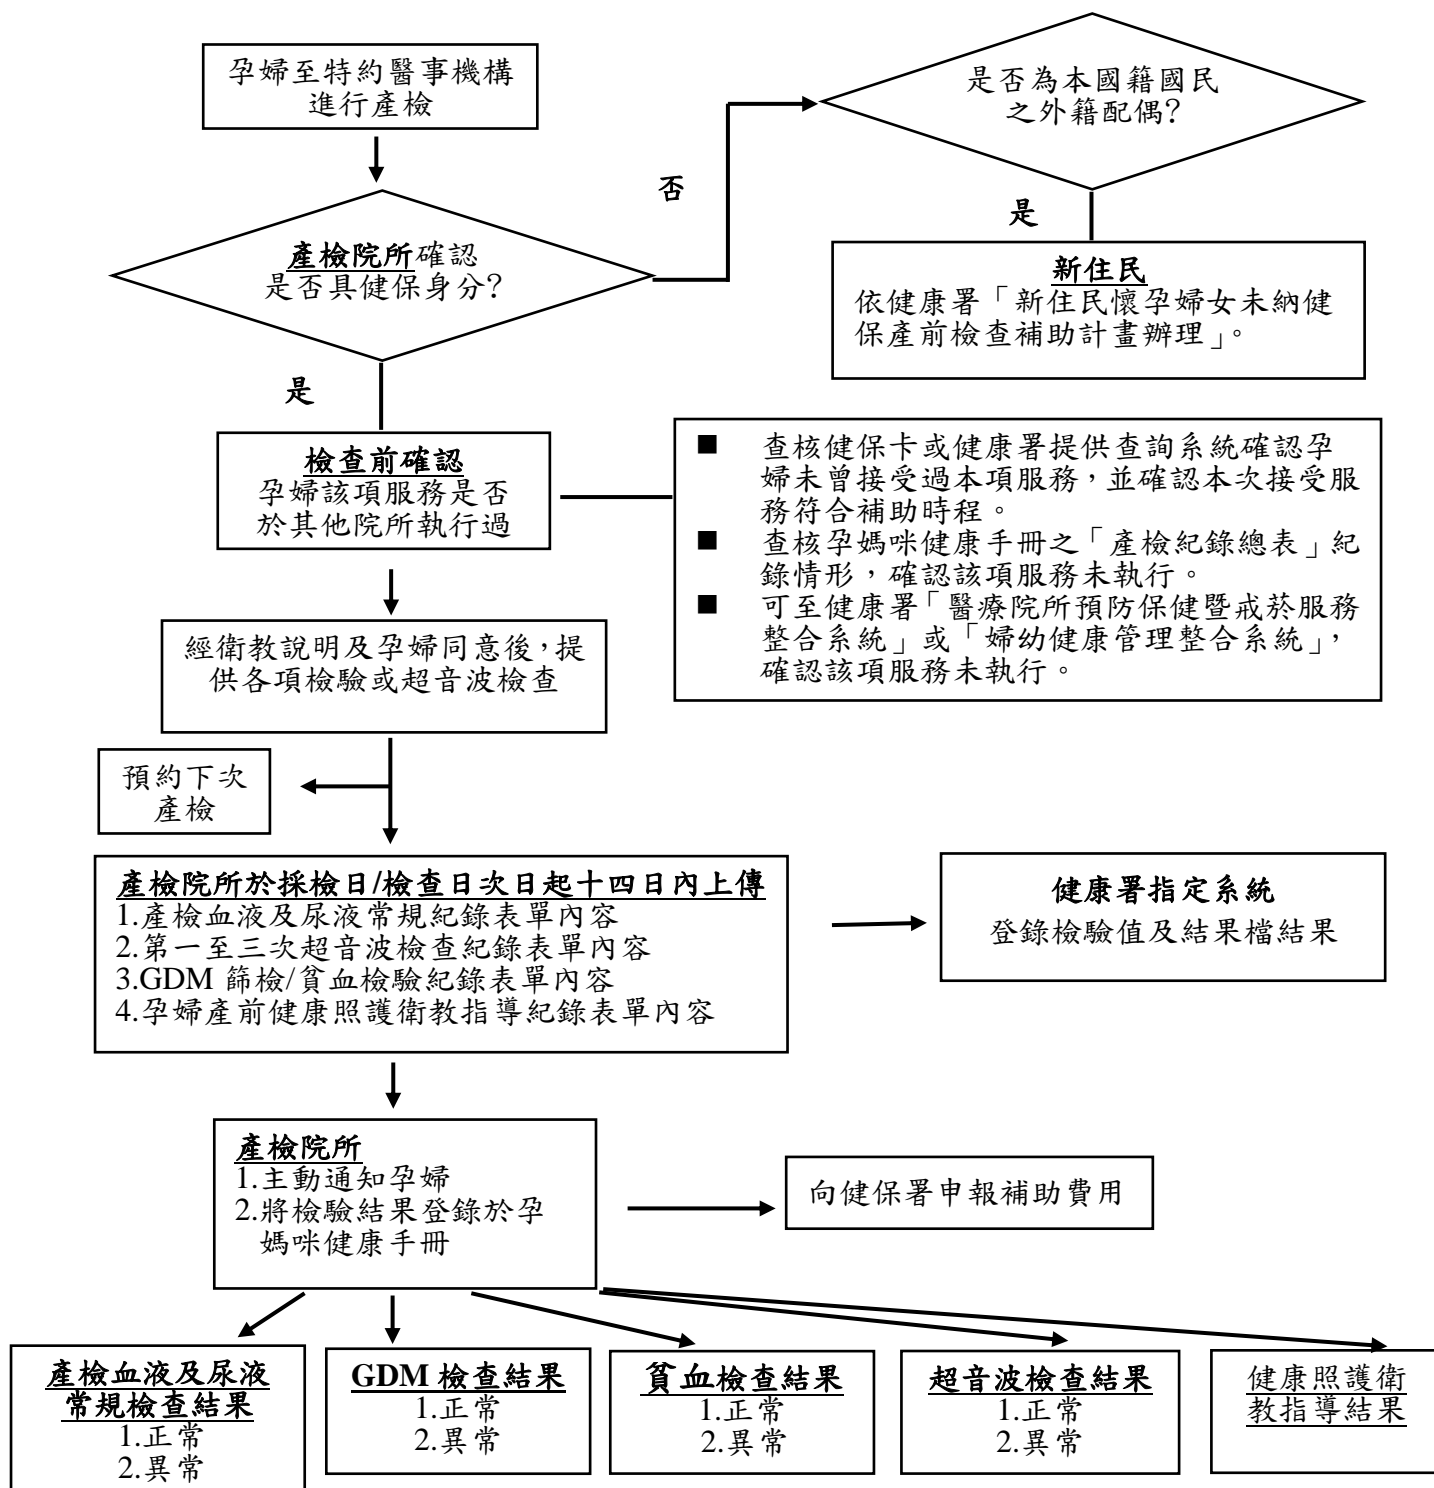 孕婦至特約醫事機構
進行產檢
是否為本國籍國民
之外籍配偶?
否
產檢院所確認
是否具健保身分?
是
新住民
依健康署「新住民懷孕婦女未納健
保產前檢查補助計畫辦理」。
是
檢查前確認
孕婦該項服務是否
於其他院所執行過
■ 查核健保卡或健康署提供查詢系統確認孕
婦未曾接受過本項服務，並確認本次接受服
務符合補助時程。
■ 查核孕媽咪健康手冊之「產檢紀錄總表」紀
錄情形，確認該項服務未執行。
■ 可至健康署「醫療院所預防保健暨戒菸服務
整合系統」或「婦幼健康管理整合系統」，
確認該項服務未執行。
經衛教說明及孕婦同意後，提
供各項檢驗或超音波檢查
預約下次
產檢
產檢院所於採檢日/檢查日次日起十四日內上傳
1.產檢血液及尿液常規紀錄表單內容
2.第一至三次超音波檢查紀錄表單內容
3.GDM 篩檢/貧血檢驗紀錄表單內容
4.孕婦產前健康照護衛教指導紀錄表單內容
健康署指定系統
登錄檢驗值及結果檔結果
產檢院所
1.主動通知孕婦
2.將檢驗結果登錄於孕
媽咪健康手冊
向健保署申報補助費用
產檢血液及尿液
常規檢查結果
1.正常
2.異常
GDM 檢查結果
1.正常
2.異常
貧血檢查結果
1.正常
2.異常
超音波檢查結果
1.正常
2.異常
健康照護衛
教指導結果